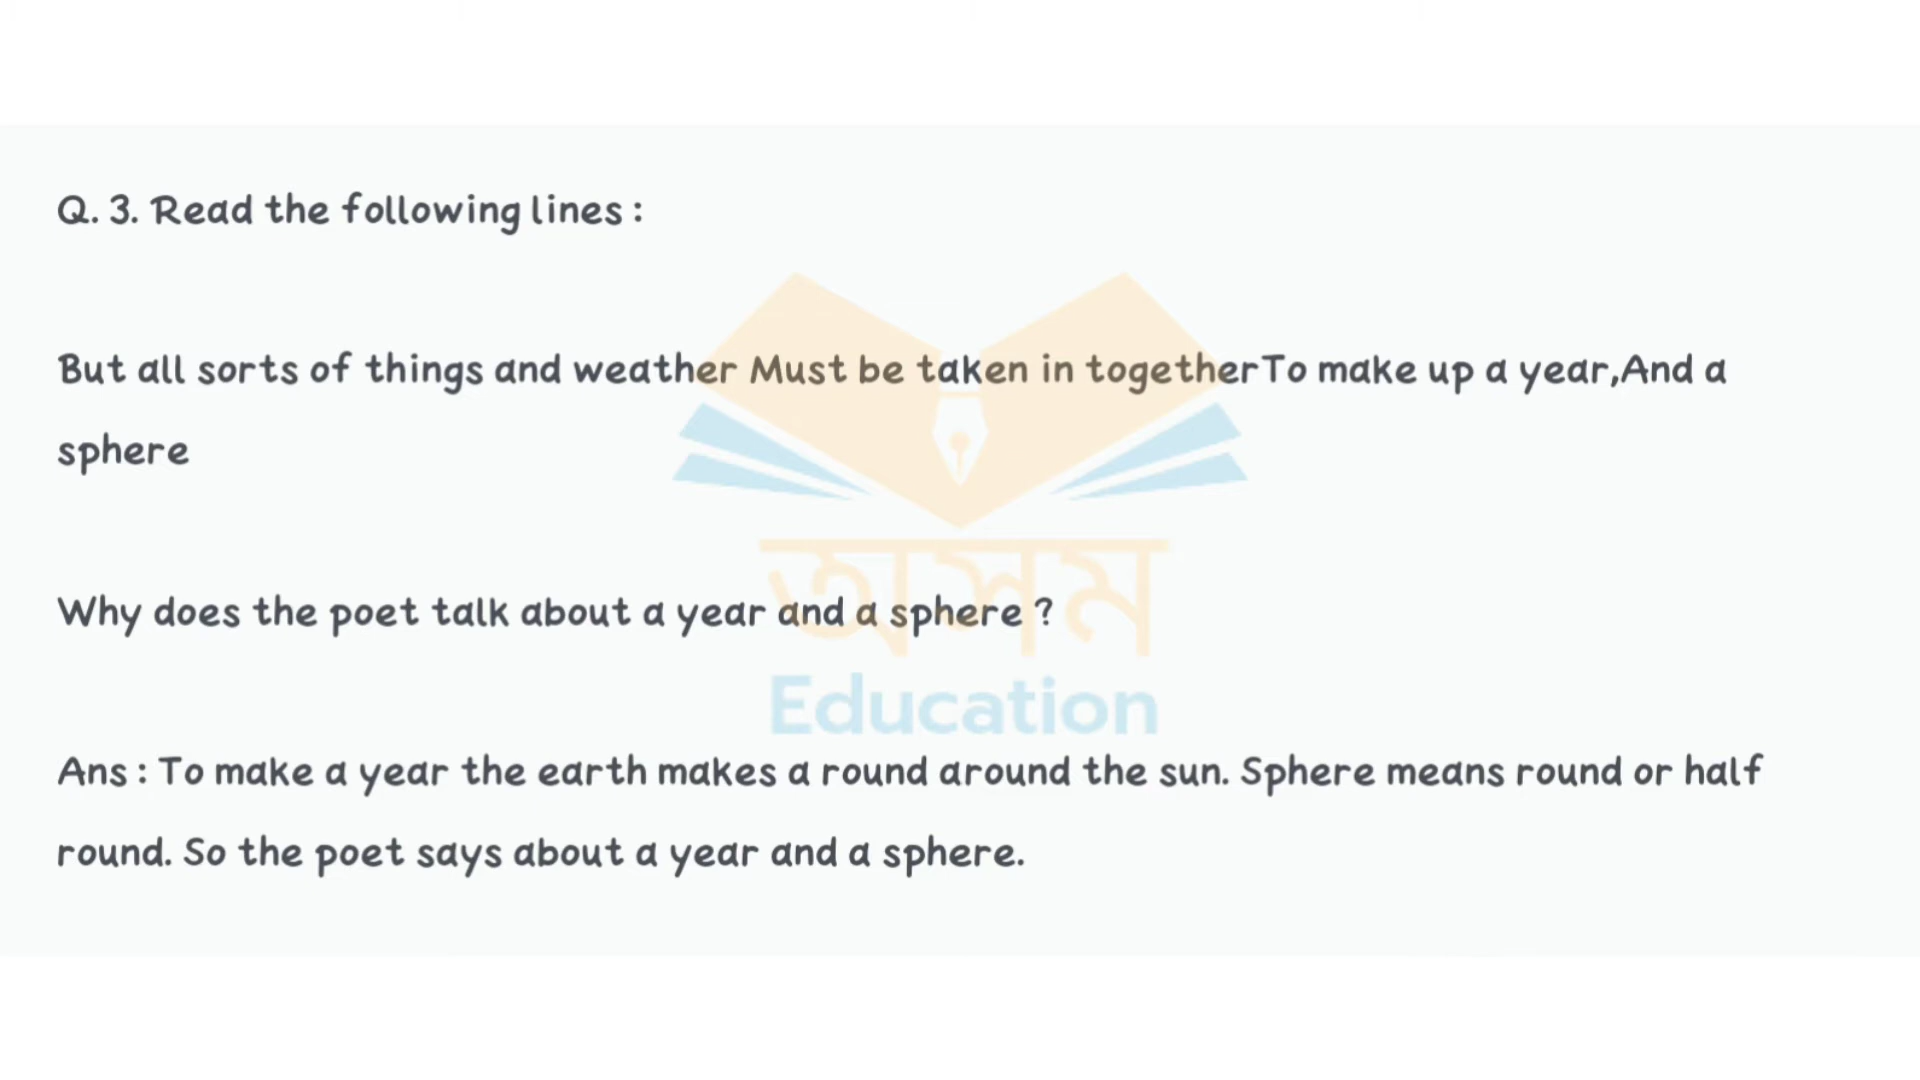 Q. 3. Read the following lines :
But all sorts of things and weather Must be taken in togetherTo make up a year,And a
sphere
অসম
Why does the poet talk about a year and a sphere ?
Education
Ans : To make a year the earth makes a round around the sun. Sphere means round or half
round. So the poet says about a year and a sphere.